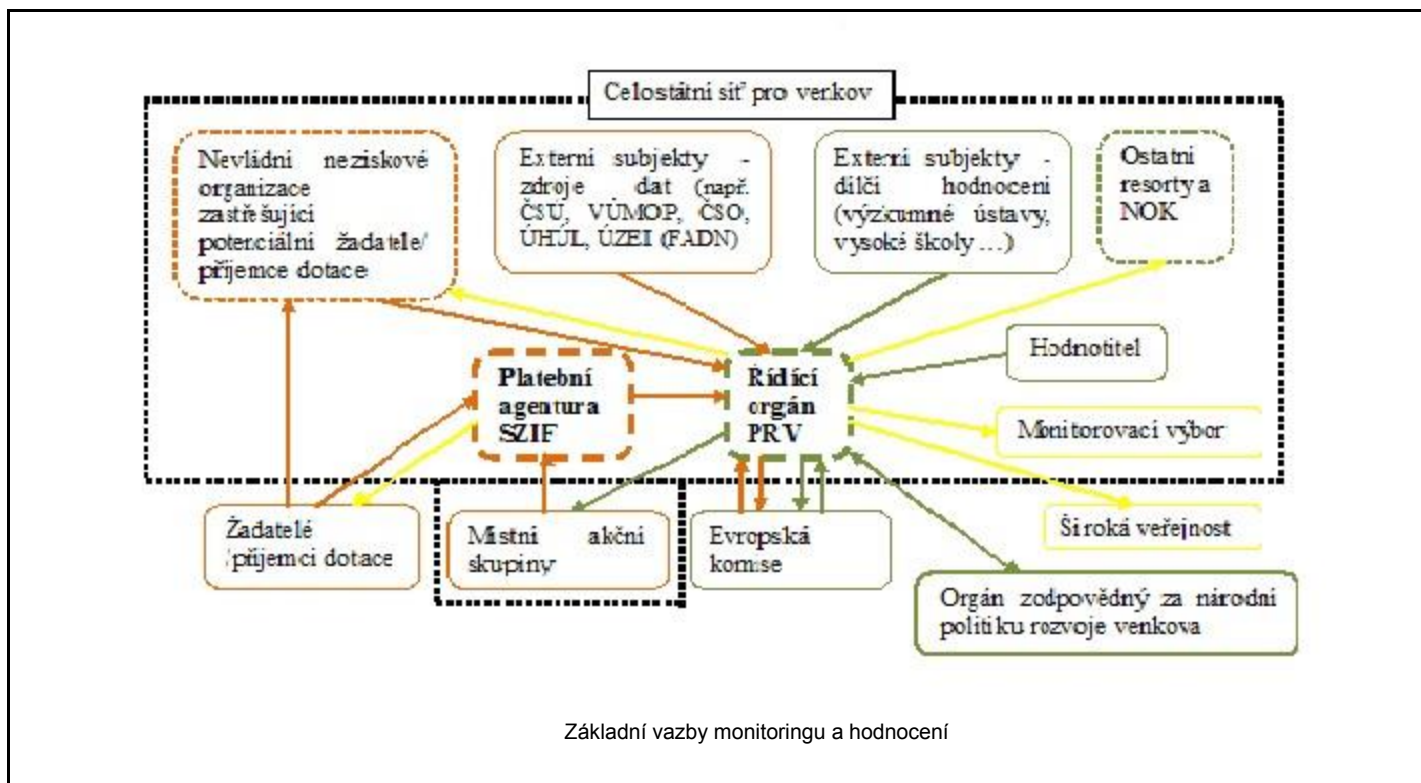 Celostátní síť pro venkov
Nevládní neziskové
organizace
zastřešující
potenciální žadatele/
příjemce dotace
Externí subjekty -
zdroje dat (např.
ČSÚ, VÚMOP, ČSO,
ÚHÚL, ÚZEI (FADN)
Externí subjekty -
dílčí hodnocení
(výzkumné ústavy,
vysoké školy ...)
Ostatní
resorty a
NOK
Hodnotitel
Platební
agentura
SZIF
Řídící
orgán
PRV
Monitorovací výbor
Žadatelé
/příjemci dotace
Místní akční
skupiny
Evropská
komise
Široká veřejnost
Orgán zodpovědný za národní
politiku rozvoje venkova
Základní vazby monitoringu a hodnocení